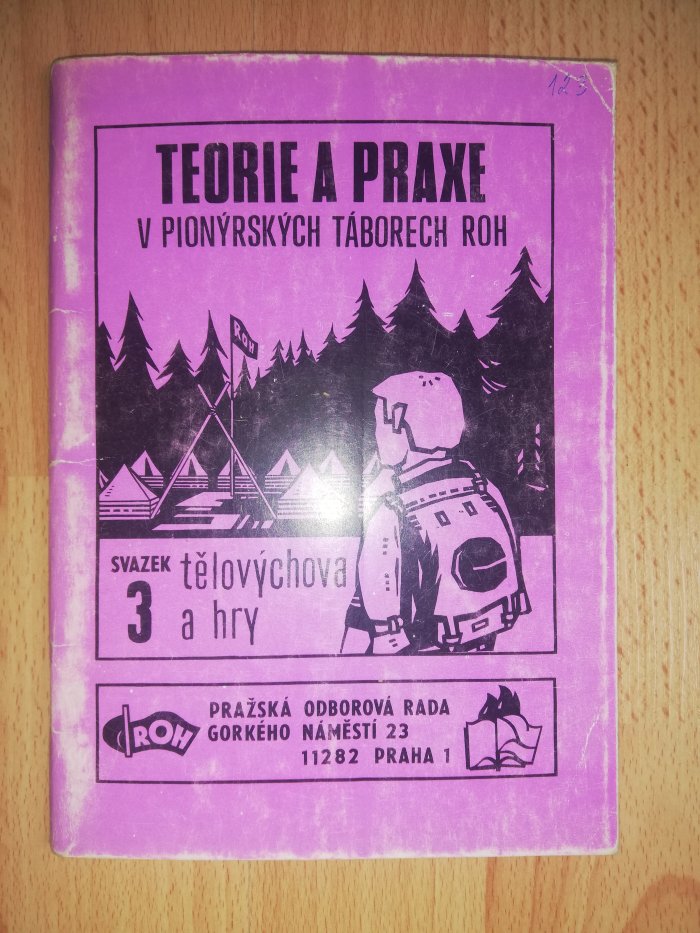 123
TEORIE A PRAXE
V PIONÝRSKÝCH TÁBORECH ROH
ROH
SVAZEK
3
tělovýchova
a hry
ROH
PRAŽSKÁ ODBOROVÁ RADA
GORKÉHO NÁMĚSTÍ 23
11282 PRAHA 1